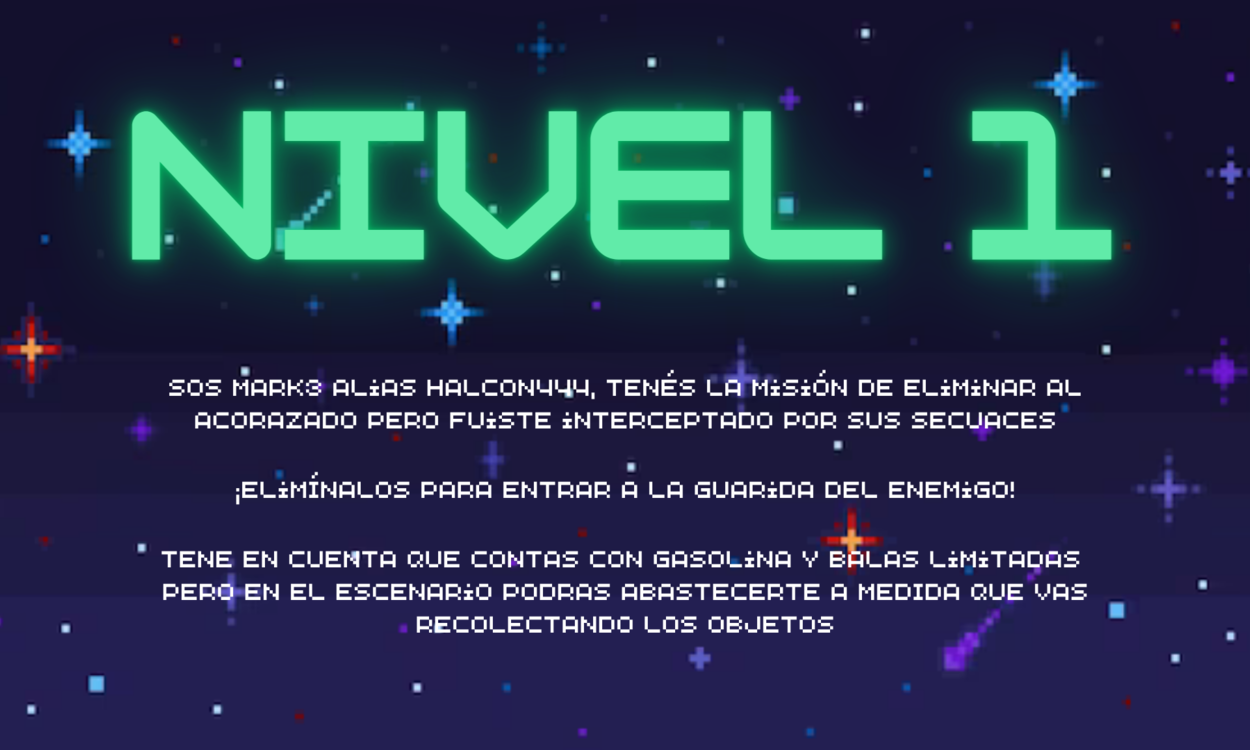 NIVEL 1
SOS MARK3 ALiAS HALCON444, TENÉS LA MiSiÓN DE ELiMiNAR AL
ACORAZADO PERO FUiSTE iNTERCEPTADO POR SUS SECUACES
¡ELiMÍNALOS PARA ENTRAR A LA GUARiDA DEL ENEMiGO!
TENE EN CUENTA QUE CONTAS CON GASOLiNA Y BALAS LiMiTADAS
PERO EN EL ESCENARiO PODRAS ABASTECERTE A MEDIDA QUE VAS
RECOLECTANDO LOS OBJETOS